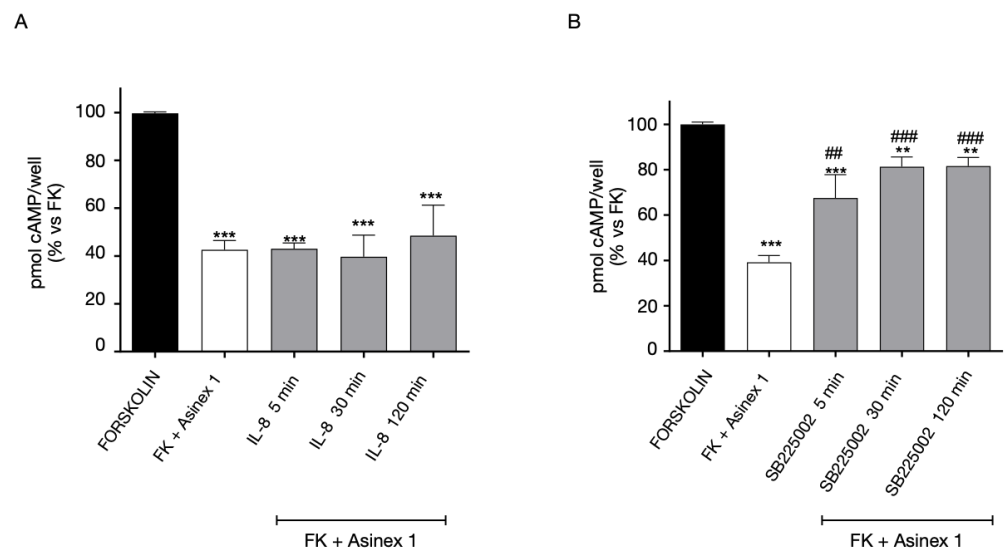 A
pmol cAMP/well
(% vs FK)
100
80
60
40
20
0
***
***
***
***
FORSKOLIN
FK + Asinex 1
IL-8 5 min
IL-8 30 min
IL-8 120 min
FK + Asinex 1
B
pmol cAMP/well
(% vs FK)
100
80
60
40
20
0
***
##
***
###
**
###
**
FORSKOLIN
FK + Asinex 1
SB225002 5 min
SB225002 30 min
SB225002 120 min
FK + Asinex 1